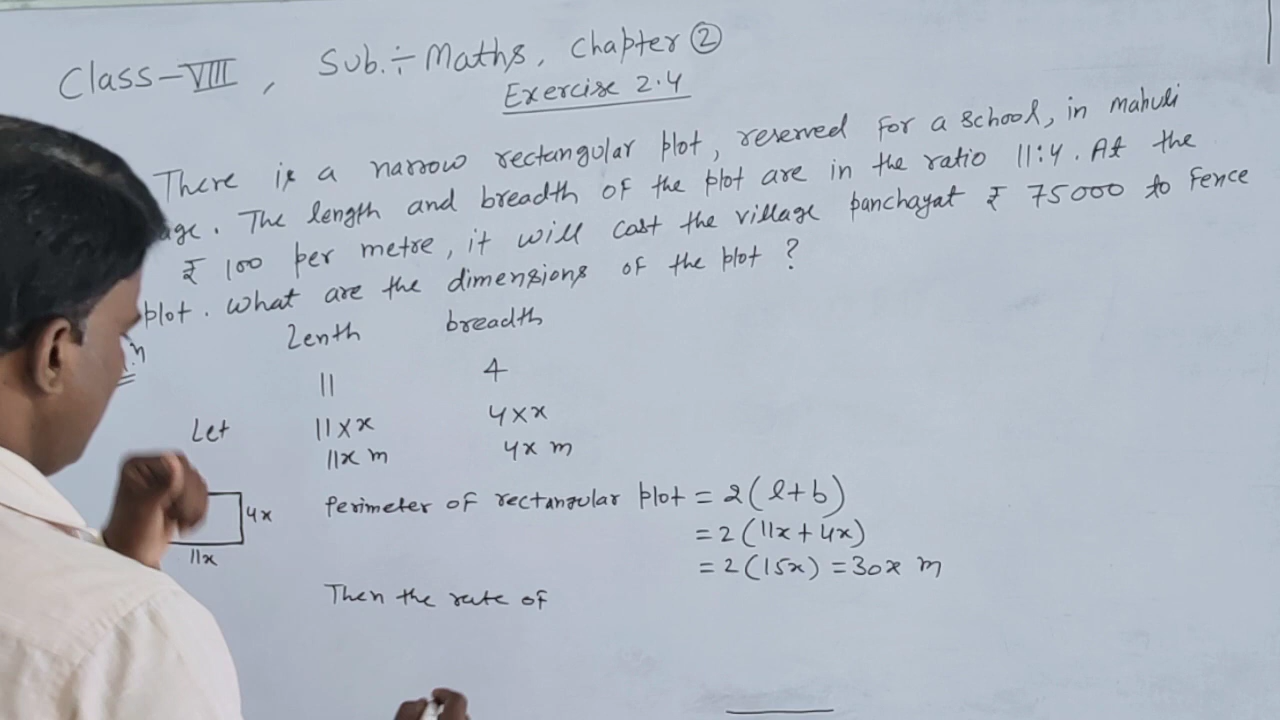 Class-VIII, Sub.÷ Maths, Chapter ②
Exercise 2.4
There is a narrow rectangular plot, reserved for a school, in mahuli
age. The length and breadth of the plot are in the ratio 11:4. At the
₹ 100 per metre, it will cost the village panchayat ₹ 75000 to fence
plot. What are the dimensions of the plot?
Lenth breadth
11 4
Let 11×x 4×x
11x m 4x m
4x
11x
Perimeter of rectangular plot = 2(l+b)
= 2(11x+4x)
= 2(15x) = 30x m
Then the rate of